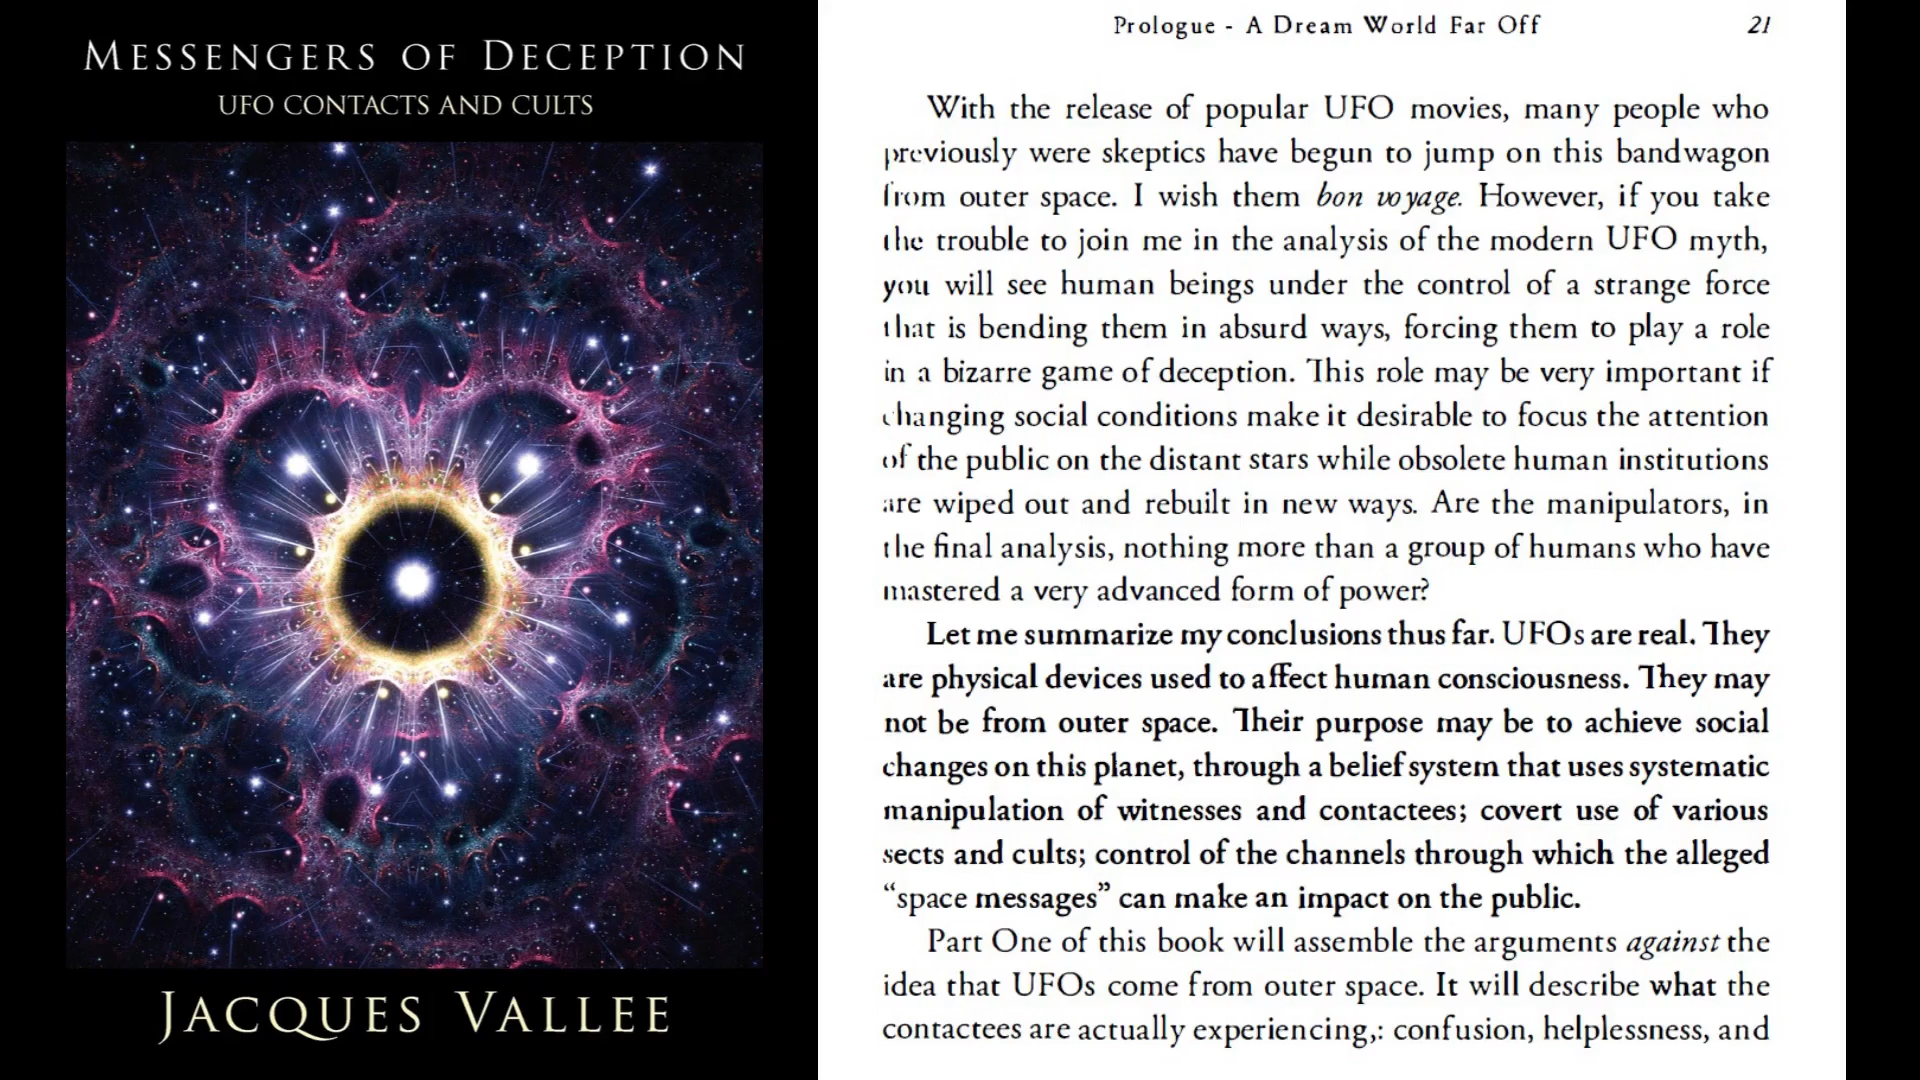 MESSENGERS OF DECEPTION
UFO CONTACTS AND CULTS
JACQUES VALLEE
Prologue - A Dream World Far Off 21
With the release of popular UFO movies, many people who
previously were skeptics have begun to jump on this bandwagon
from outer space. I wish them bon voyage. However, if you take
the trouble to join me in the analysis of the modern UFO myth,
you will see human beings under the control of a strange force
that is bending them in absurd ways, forcing them to play a role
in a bizarre game of deception. This role may be very important if
changing social conditions make it desirable to focus the attention
of the public on the distant stars while obsolete human institutions
are wiped out and rebuilt in new ways. Are the manipulators, in
the final analysis, nothing more than a group of humans who have
mastered a very advanced form of power?
Let me summarize my conclusions thus far. UFOs are real. They
are physical devices used to affect human consciousness. They may
not be from outer space. Their purpose may be to achieve social
changes on this planet, through a belief system that uses systematic
manipulation of witnesses and contactees; covert use of various
sects and cults; control of the channels through which the alleged
“space messages” can make an impact on the public.
Part One of this book will assemble the arguments against the
idea that UFOs come from outer space. It will describe what the
contactees are actually experiencing,: confusion, helplessness, and